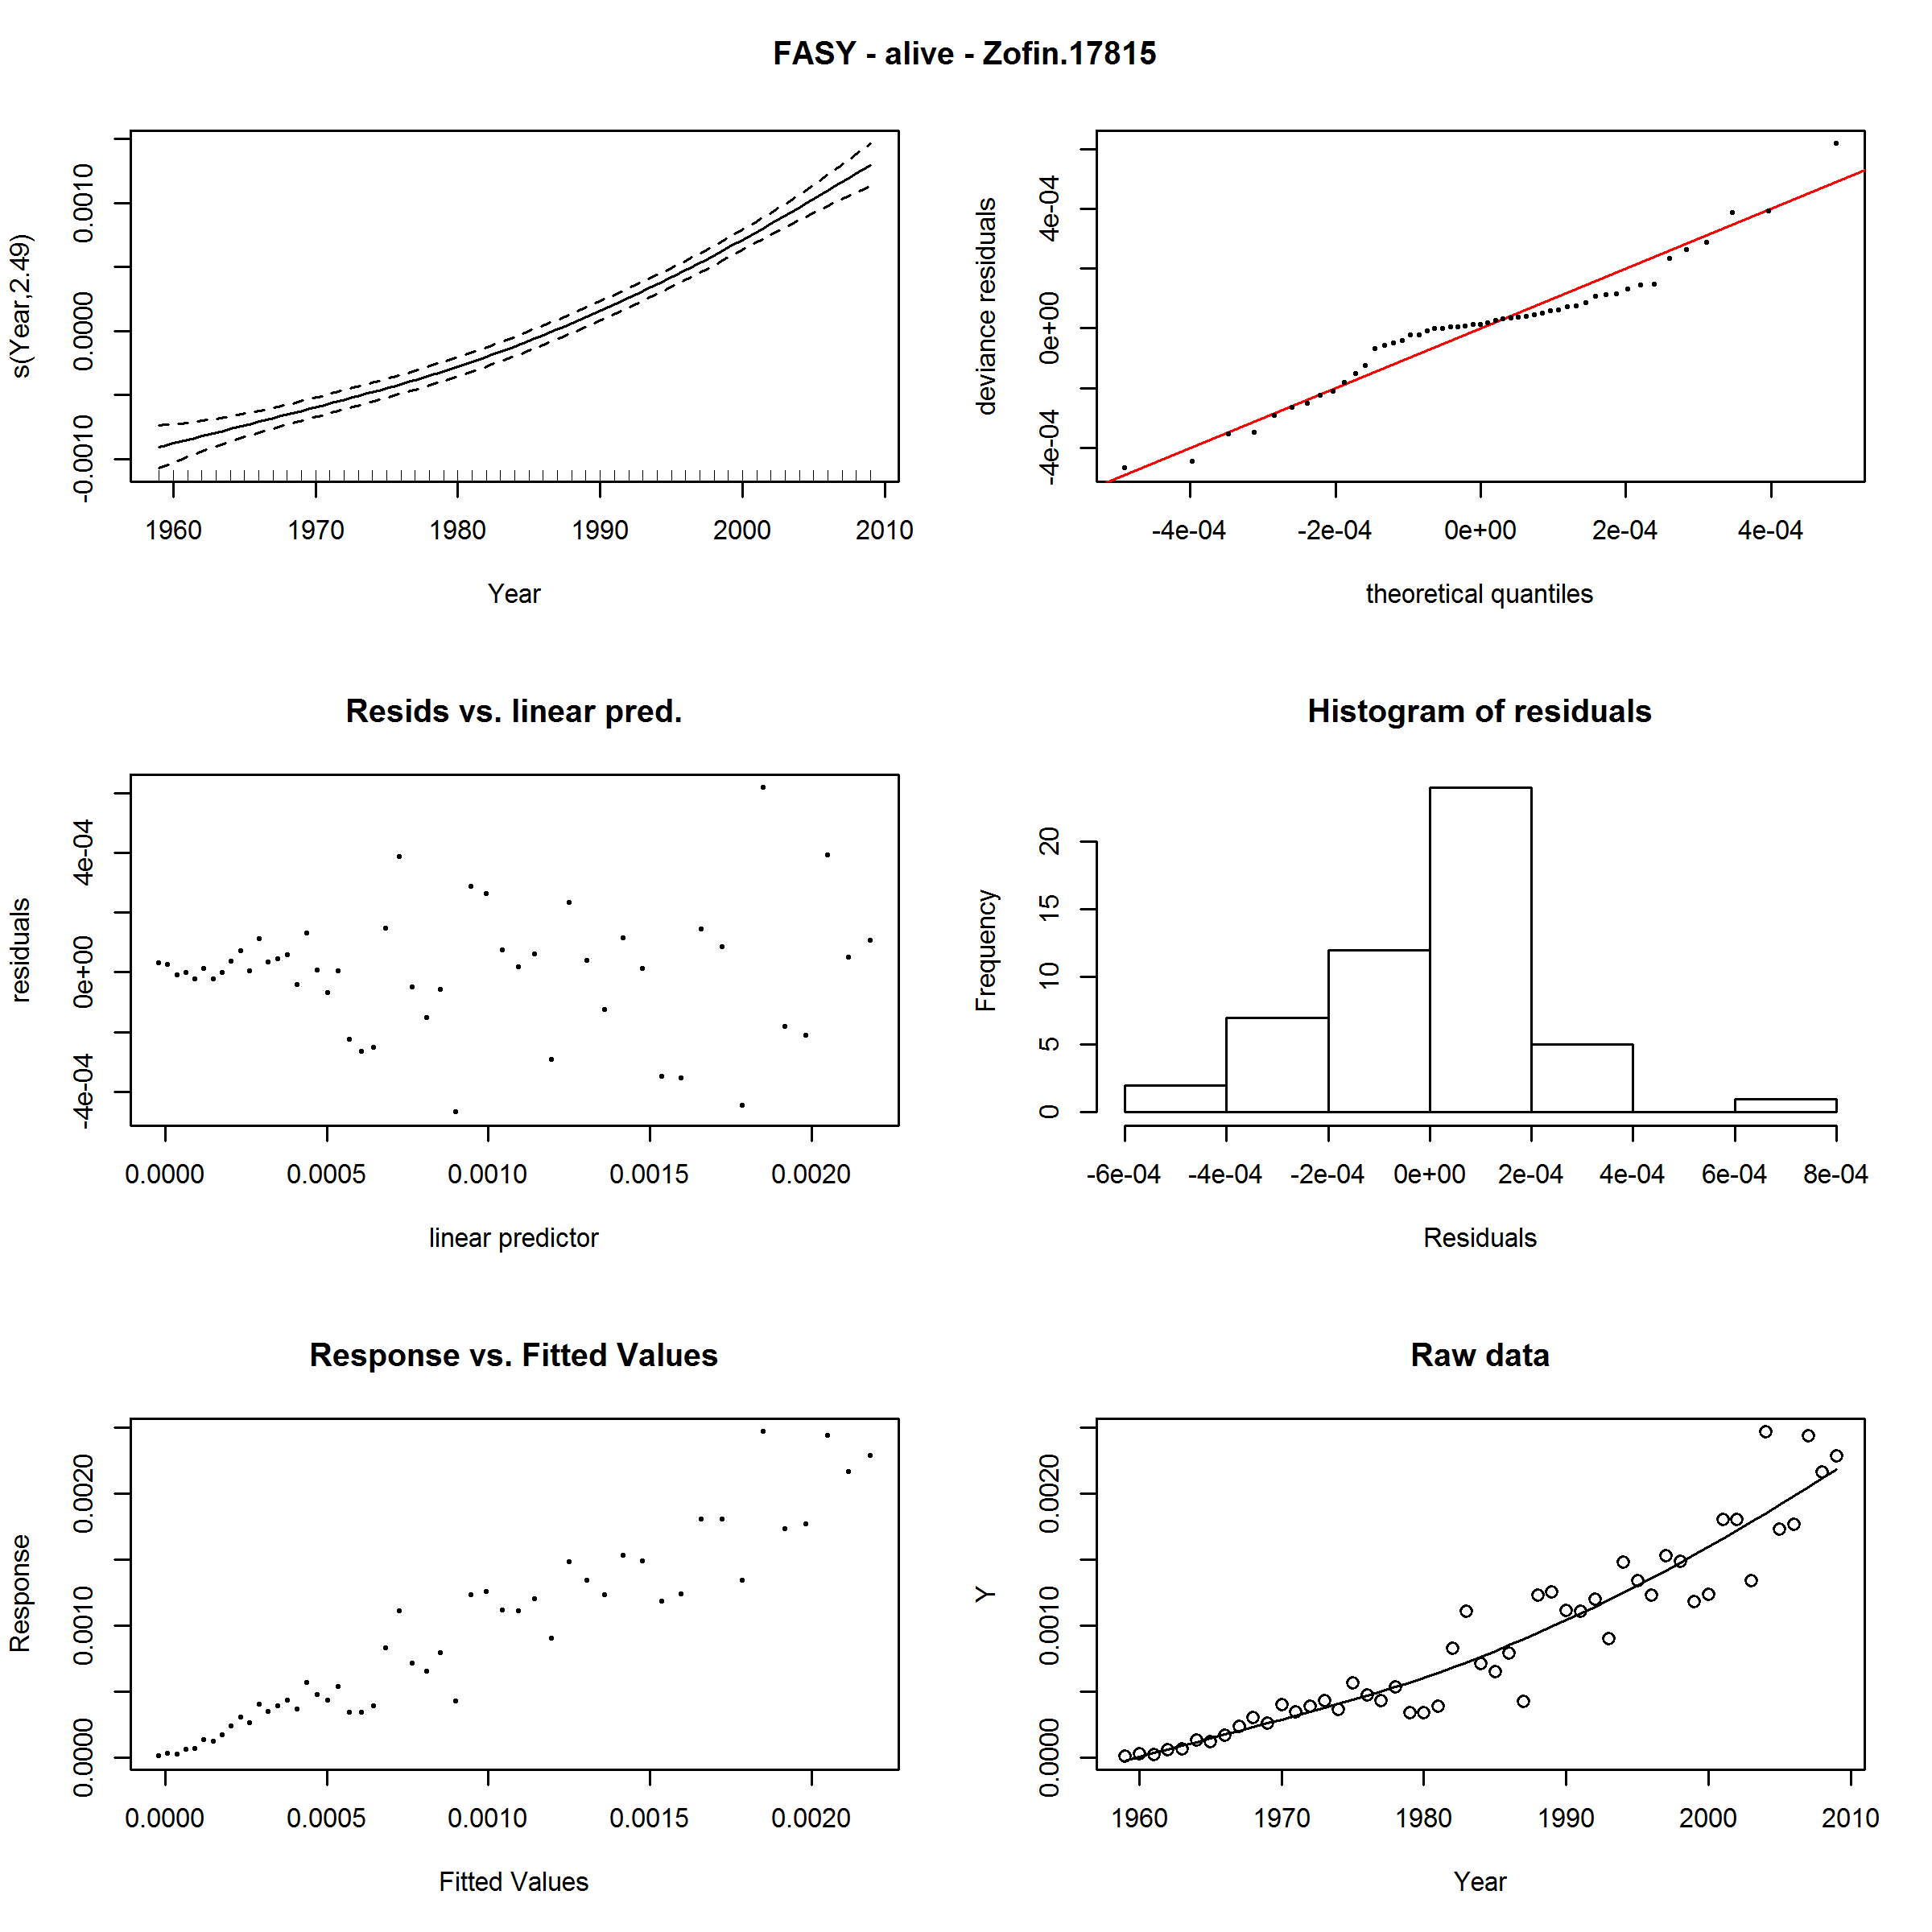 FASY - alive - Zofin.17815
s(Year,2.49)
-0.0010 0.0000 0.0010
1960 1970 1980 1990 2000 2010
Year
deviance residuals
-4e-04 0e+00 4e-04
-4e-04 -2e-04 0e+00 2e-04 4e-04
theoretical quantiles
Resids vs. linear pred.
residuals
-4e-04 0e+00 4e-04
0.0000 0.0005 0.0010 0.0015 0.0020
linear predictor
Histogram of residuals
Frequency
0 5 10 15 20
-6e-04 -4e-04 -2e-04 0e+00 2e-04 4e-04 6e-04 8e-04
Residuals
Response vs. Fitted Values
Response
0.0000 0.0010 0.0020
0.0000 0.0005 0.0010 0.0015 0.0020
Fitted Values
Raw data
Y
0.0000 0.0010 0.0020
1960 1970 1980 1990 2000 2010
Year